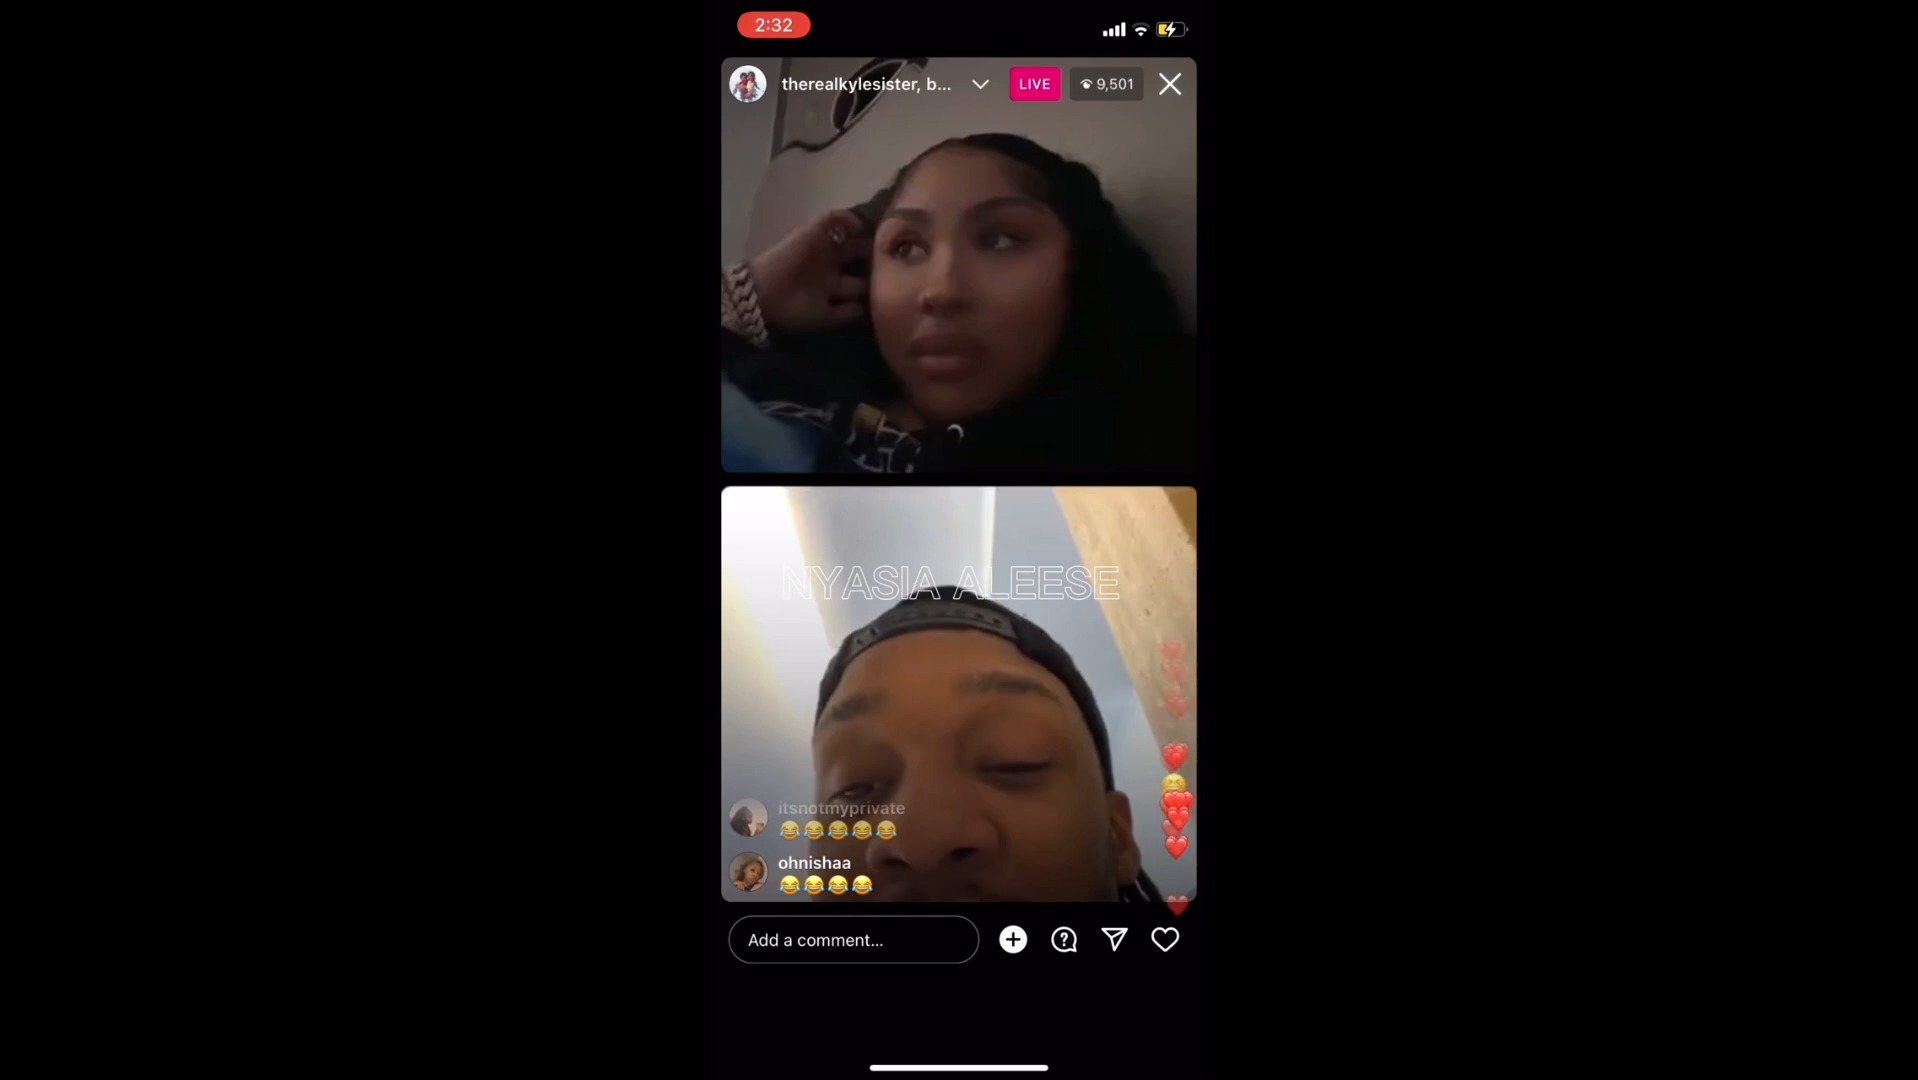 2:32
therealkylesister, b...
LIVE
9,501
NYASIA ALEESE
itsnotmyprivate
😂😂😂😂😂
ohnishaa
😂😂😂😂
Add a comment...